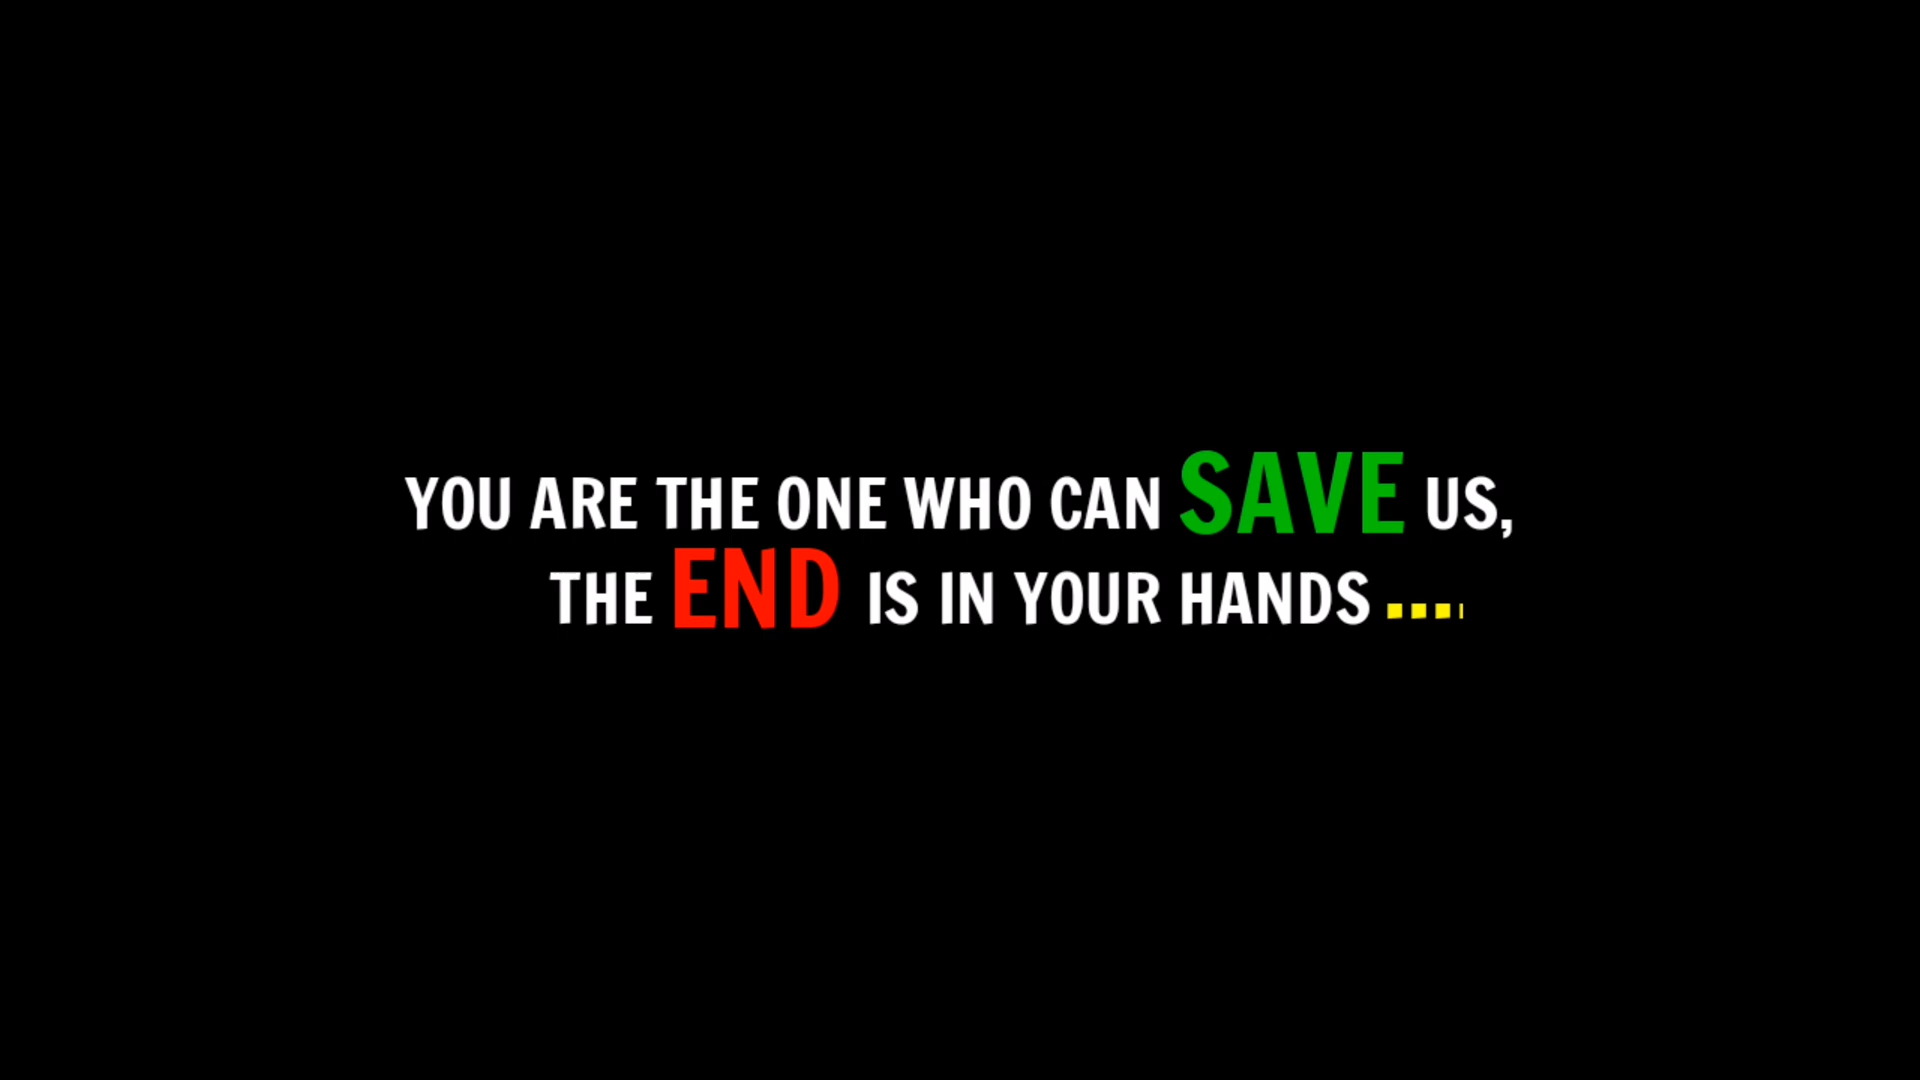 YOU ARE THE ONE WHO CAN SAVE US,
THE END IS IN YOUR HANDS ....